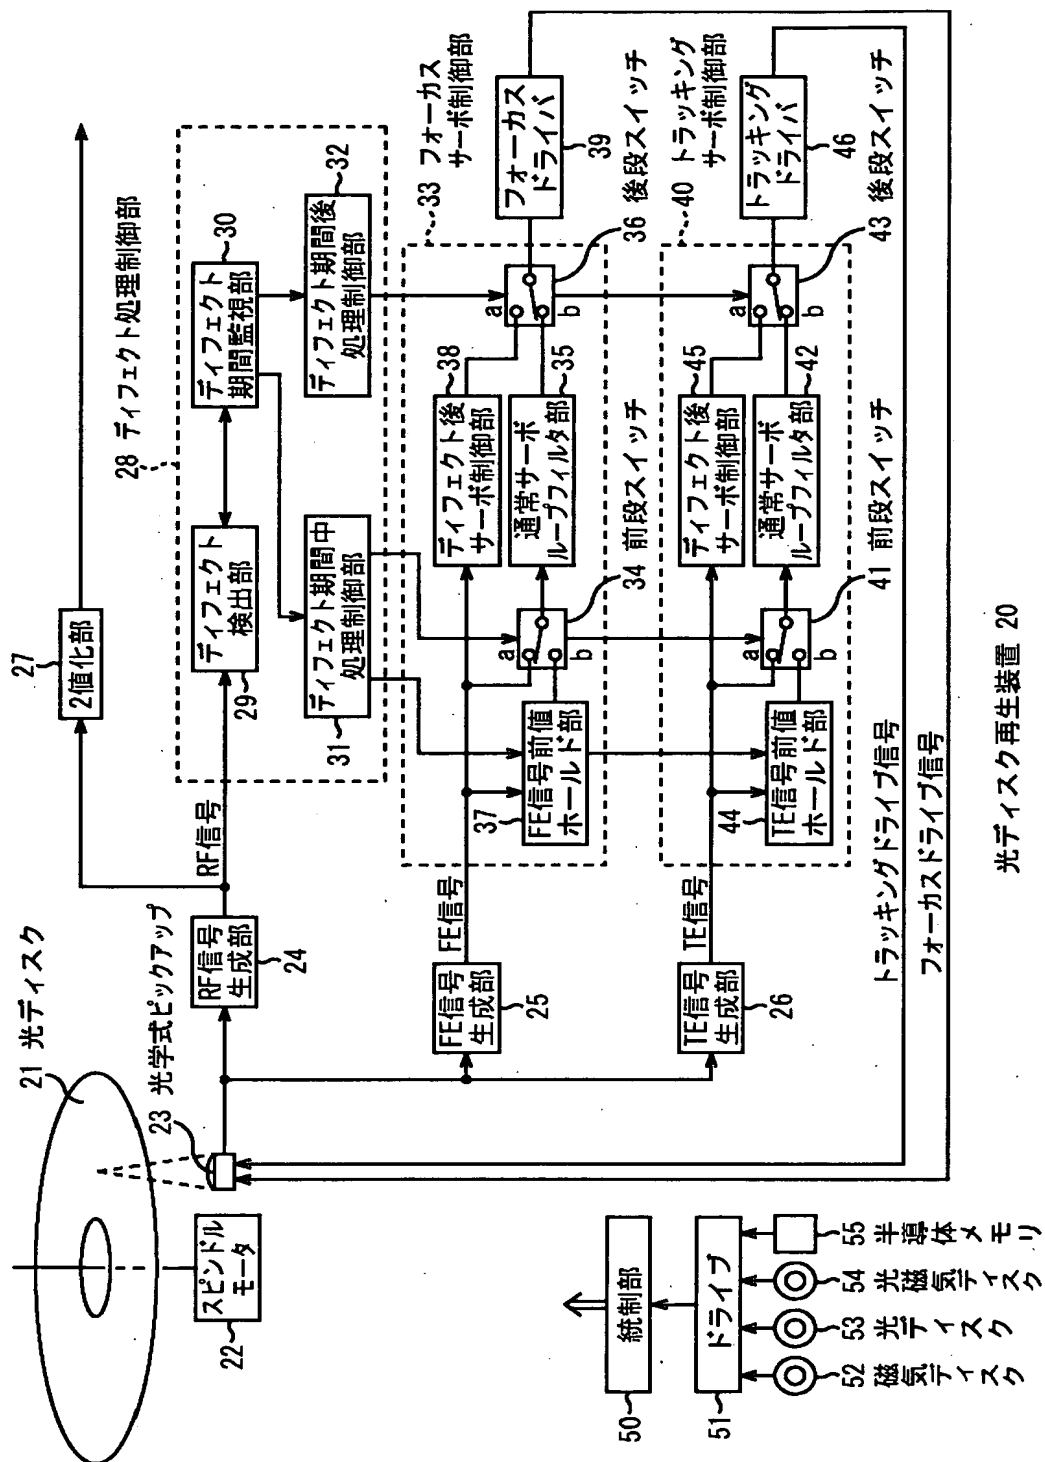 21 光ディスク
スピンドル
モータ
22
23 光学式ピックアップ
RF信号
生成部
24
RF信号
27
2値化部
28 ディフェクト処理制御部
ディフェクト
検出部
29
ディフェクト
期間監視部
30
ディフェクト期間中
処理制御部
31
ディフェクト期間後
処理制御部
32
FE信号
生成部
25
FE信号
33 フォーカス
サーボ制御部
37
FE信号前値
ホールド部
a
b
34 前段スイッチ
ディフェクト後
サーボ制御部
38
通常サーボ
ループフィルタ部
35
a
b
36 後段スイッチ
フォーカス
ドライバ
39
TE信号
生成部
26
TE信号
40 トラッキング
サーボ制御部
44
TE信号前値
ホールド部
a
b
41 前段スイッチ
ディフェクト後
サーボ制御部
45
通常サーボ
ループフィルタ部
42
a
b
43 後段スイッチ
トラッキング
ドライバ
46
トラッキングドライブ信号
フォーカスドライブ信号
統制部
50
ドライブ
51
52 磁気ディスク
53 光ディスク
54 光磁気ディスク
55 半導体メモリ
光ディスク再生装置 20